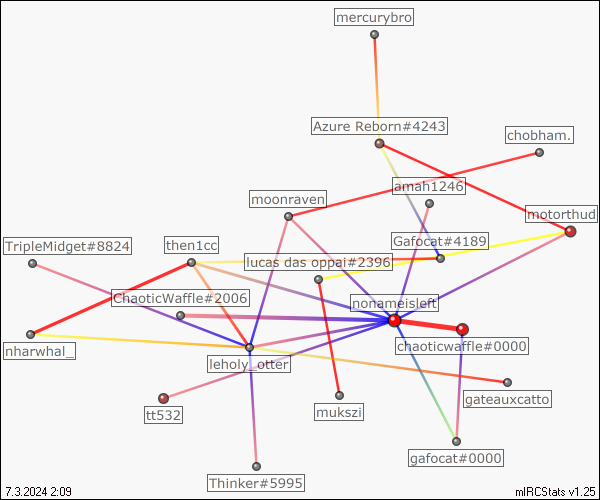 mercurybro
Azure Reborn#4243
chobham.
amah1246
moonraven
motorthud
TripleMidget#8824
then1cc
Gafocat#4189
lucas das oppai#2396
ChaoticWaffle#2006
nonameisleft
nharwhal_
leholy_otter
chaoticwaffle#0000
gateauxcatto
tt532
mukszi
gafocat#0000
Thinker#5995
7.3.2024 2:09
mIRCStats v1.25